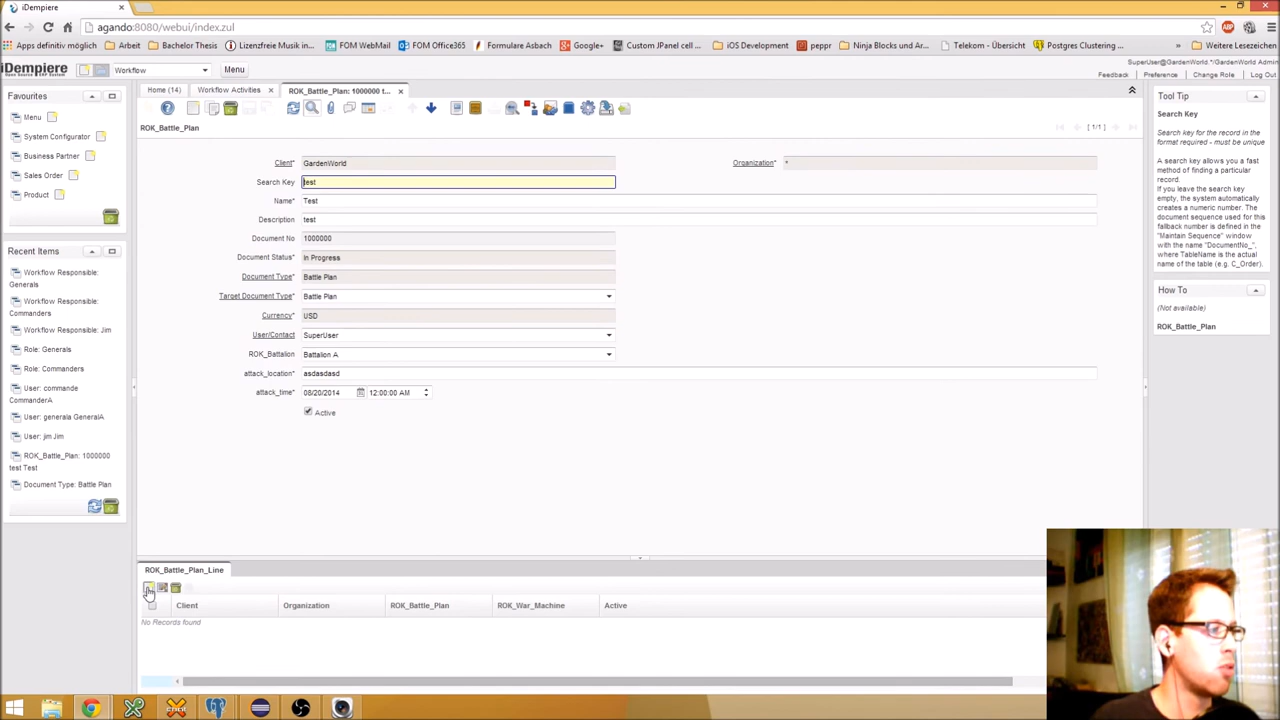 iDempiere
agando:8080/webui/index.zul
Apps definitiv möglich
Arbeit
Bachelor Thesis
Lizenzfreie Musik in...
FOM WebMail
FOM Office365
Formulare Asbach
Google+
Custom JPanel cell ...
iOS Development
peppr
Ninja Blocks und Ar...
Telekom - Übersicht
Postgres Clustering ...
Weitere Lesezeichen
iDempiere
Workflow
Menu
SuperUser@GardenWorld.*/GardenWorld Admin
Feedback
Preference
Change Role
Log Out
Favourites
Menu
System Configurator
Business Partner
Sales Order
Product
Recent Items
Workflow Responsible:
Generals
Workflow Responsible:
Commanders
Workflow Responsible: Jim
Role: Generals
Role: Commanders
User: commande
CommanderA
User: generala GeneralA
User: jim Jim
ROK_Battle_Plan: 1000000
test Test
Document Type: Battle Plan
Home (14)
Workflow Activities
ROK_Battle_Plan: 1000000 t...
ROK_Battle_Plan
[ 1/1 ]
Client* GardenWorld
Organization* *
Search Key test
Name* Test
Description test
Document No 1000000
Document Status* In Progress
Document Type* Battle Plan
Target Document Type* Battle Plan
Currency* USD
User/Contact SuperUser
ROK_Battalion Battalion A
attack_location* asdasdasd
attack_time* 08/20/2014 12:00:00 AM
Active
ROK_Battle_Plan_Line
Client
Organization
ROK_Battle_Plan
ROK_War_Machine
Active
No Records found
Tool Tip
Search Key
Search key for the record in the
format required - must be unique
A search key allows you a fast
method of finding a particular
record.
If you leave the search key
empty, the system automatically
creates a numeric number. The
document sequence used for this
fallback number is defined in the
"Maintain Sequence" window
with the name "DocumentNo_",
where TableName is the actual
name of the table (e.g. C_Order).
How To
(Not available)
ROK_Battle_Plan